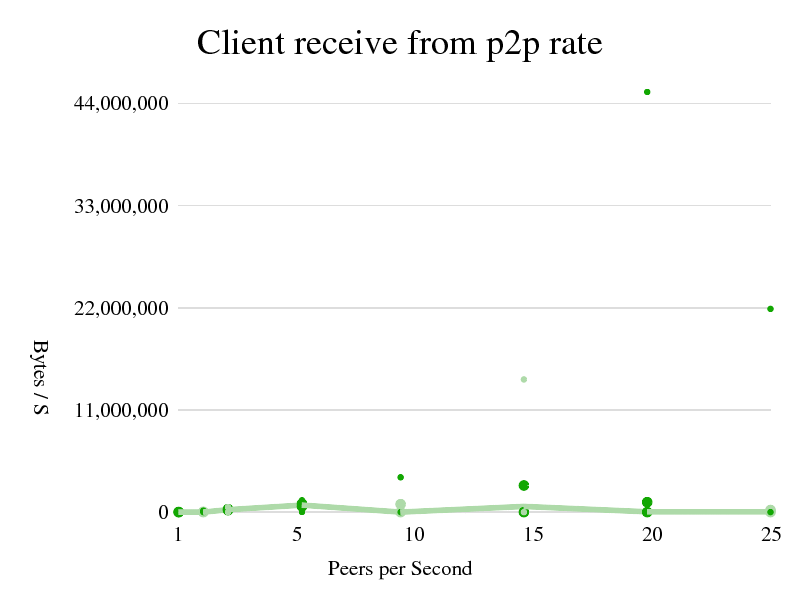 Client receive from p2p rate
44,000,000
33,000,000
22,000,000
11,000,000
0
Bytes / S
1 5 10 15 20 25
Peers per Second